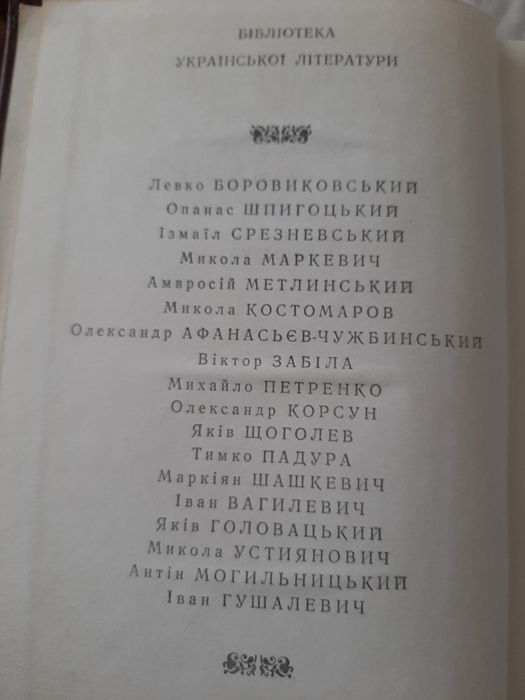 БІБЛІОТЕКА
УКРАЇНСЬКОЇ ЛІТЕРАТУРИ
Левко БОРОВИКОВСЬКИЙ
Опанас ШПИГОЦЬКИЙ
Ізмаїл СРЕЗНЕВСЬКИЙ
Микола МАРКЕВИЧ
Амвросій МЕТЛИНСЬКИЙ
Микола КОСТОМАРОВ
Олександр АФАНАСЬЄВ-ЧУЖБИНСЬКИЙ
Віктор ЗАБІЛА
Михайло ПЕТРЕНКО
Олександр КОРСУН
Яків ЩОГОЛЕВ
Тимко ПАДУРА
Маркіян ШАШКЕВИЧ
Іван ВАГИЛЕВИЧ
Яків ГОЛОВАЦЬКИЙ
Микола УСТИЯНОВИЧ
Антін МОГИЛЬНИЦЬКИЙ
Іван ГУШАЛЕВИЧ